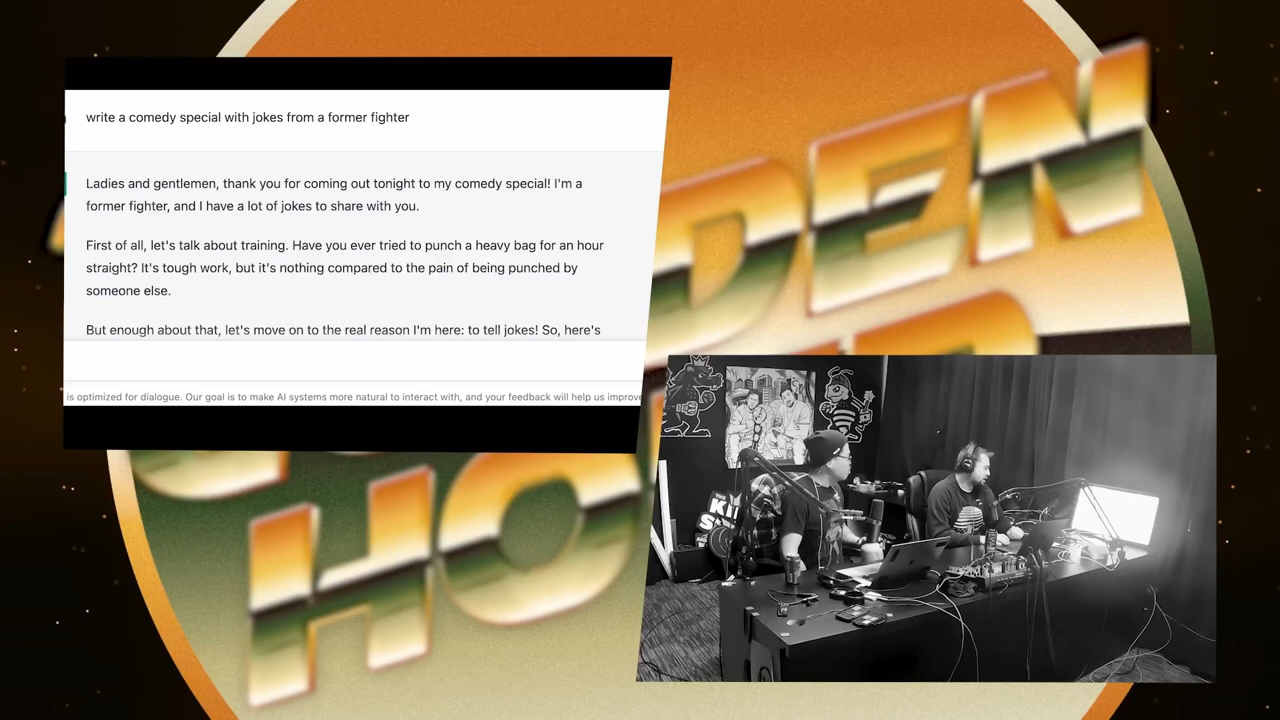 write a comedy special with jokes from a former fighter
Ladies and gentlemen, thank you for coming out tonight to my comedy special! I'm a
former fighter, and I have a lot of jokes to share with you.
First of all, let's talk about training. Have you ever tried to punch a heavy bag for an hour
straight? It's tough work, but it's nothing compared to the pain of being punched by
someone else.
But enough about that, let's move on to the real reason I'm here: to tell jokes! So, here's
is optimized for dialogue. Our goal is to make AI systems more natural to interact with, and your feedback will help us improve
DEN
HO